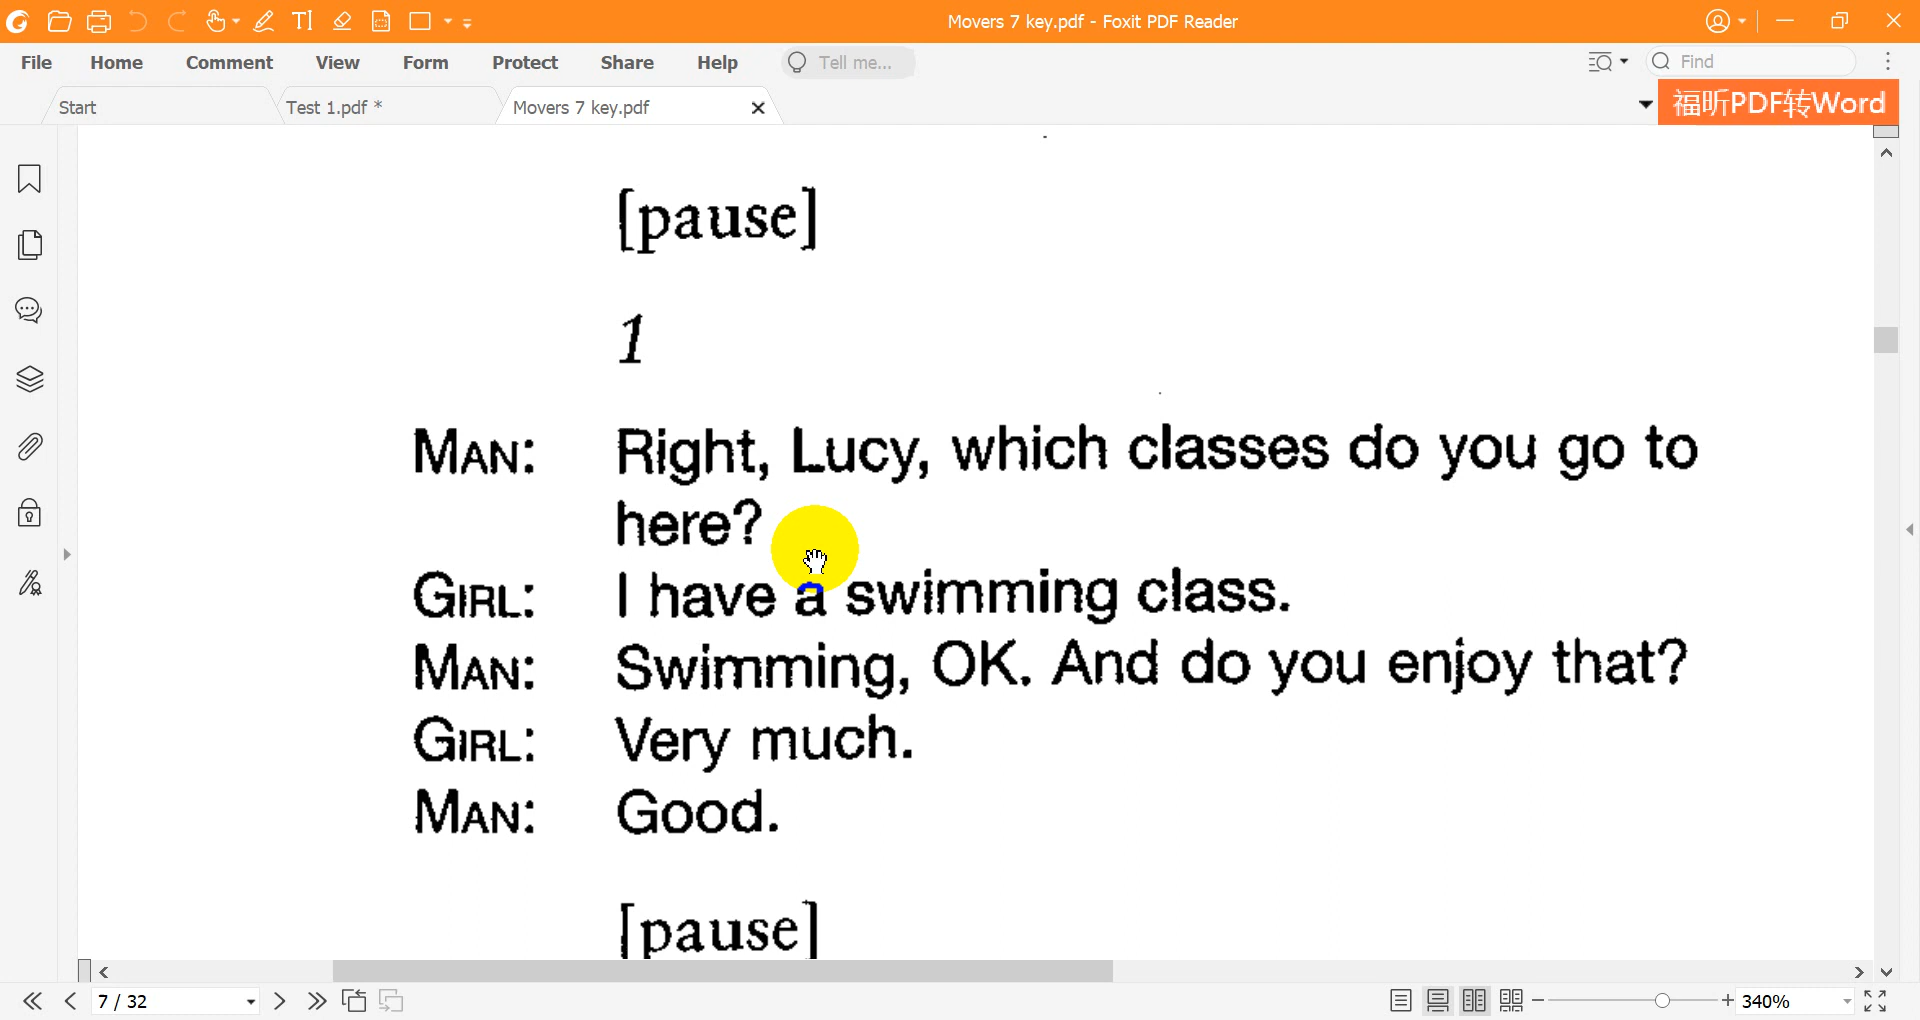 Movers 7 key.pdf - Foxit PDF Reader
File Home Comment View Form Protect Share Help Tell me... Find
Start Test 1.pdf * Movers 7 key.pdf 福昕PDF转Word
[pause]
1
MAN: Right, Lucy, which classes do you go to
here?
GIRL: I have a swimming class.
MAN: Swimming, OK. And do you enjoy that?
GIRL: Very much.
MAN: Good.
[pause]
7 / 32 340%